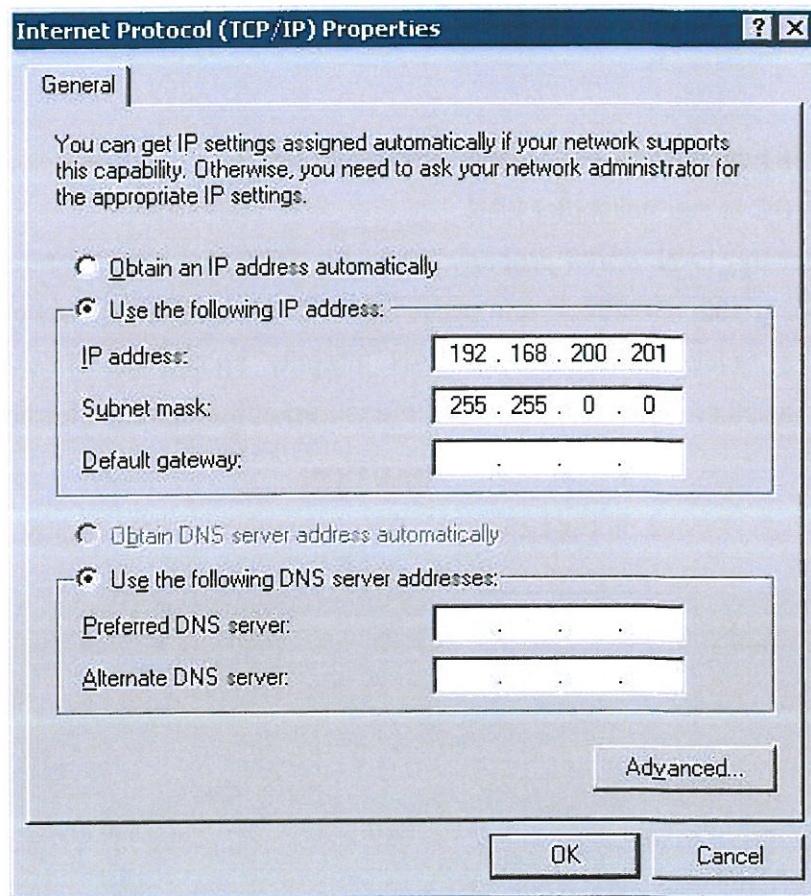 Internet Protocol (TCP/IP) Properties
?
General
You can get IP settings assigned automatically if your network supports
this capability. Otherwise, you need to ask your network administrator for
the appropriate IP settings.
Obtain an IP address automatically
Use the following IP address:
IP address: 192 . 168 . 200 . 201
Subnet mask: 255 . 255 . 0 . 0
Default gateway: . . .
Obtain DNS server address automatically
Use the following DNS server addresses:
Preferred DNS server: . . .
Alternate DNS server: . . .
Advanced...
OK Cancel